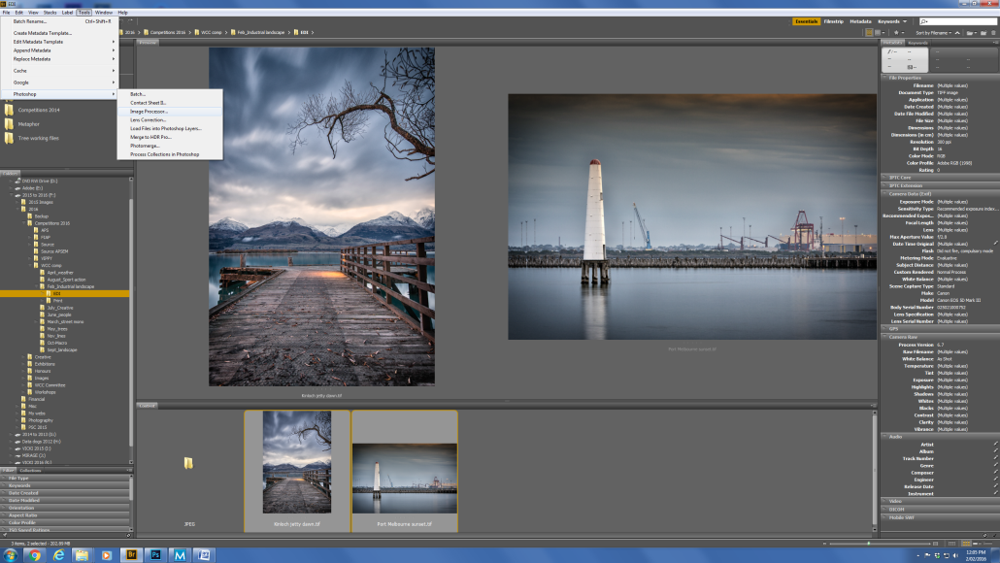 Br EDI
File Edit View Stacks Label Tools Window Help
Batch Rename... Ctrl+Shift+R
Create Metadata Template...
Edit Metadata Template
Append Metadata
Replace Metadata
Cache
Google
Photoshop
Batch...
Contact Sheet II...
Image Processor...
Lens Correction...
Load Files into Photoshop Layers...
Merge to HDR Pro...
Photomerge...
Process Collections in Photoshop
Essentials Filmstrip Metadata Keywords
2016 > Competitions 2016 > WCC comp > Feb_Industrial landscape > EDI
Sort by Filename
Competitions 2014
Metaphor
Tree working files
Preview
Kinloch jetty dawn.tif
Port Melbourne sunset.tif
Folders
DVD RW Drive (D:)
Adobe (E:)
2015 to 2016 (F:)
2015 Images
2016
Backup
Competitions 2016
APS
FIAP
Source
Source APSEM
VEPFY
WCC comp
April_weather
August_Sport action
Feb_Industrial landscape
EDI
Print
July_Creative
June_people
March_street mono
May_trees
Nov_lines
Oct-Macro
Sept_landscape
Creative
Exhibitions
Honours
Images
WCC Committee
Workshops
Financial
Misc
My webs
Photography
PSC 2015
2014 to 2013 (G:)
Data dogs 2012 (H:)
VICKI 2015 (I:)
MIRAGE (J:)
VICKI 2016 (K:)
Filter Collections
File Type
Keywords
Date Created
Date Modified
Orientation
Aspect Ratio
Color Profile
ISO Speed Ratings
Content
JPEG
Kinloch jetty dawn.tif
Port Melbourne sunset.tif
Metadata Keywords
File Properties
Filename (Multiple values)
Document Type TIFF image
Application (Multiple values)
Date Created (Multiple values)
Date File Modified (Multiple values)
File Size (Multiple values)
Dimensions (Multiple values)
Dimensions (in cm) (Multiple values)
Resolution 300 ppi
Bit Depth 16
Color Mode RGB
Color Profile Adobe RGB (1998)
Rating 0
IPTC Core
IPTC Extension
Camera Data (Exif)
Exposure Mode (Multiple values)
Sensitivity Type Recommended exposure index...
Recommended Expos... (Multiple values)
Focal Length (Multiple values)
Lens (Multiple values)
Max Aperture Value f/2.8
Date Time Original (Multiple values)
Flash Did not fire, compulsory mode
Metering Mode Evaluative
Subject Distance (Multiple values)
Custom Rendered Normal Process
White Balance (Multiple values)
Scene Capture Type Standard
Make Canon
Model Canon EOS 5D Mark III
Body Serial Number 028021000752
Lens Specification (Multiple values)
Lens Serial Number (Multiple values)
GPS
Camera Raw
Process Version 6.7
Raw Filename (Multiple values)
White Balance As Shot
Temperature (Multiple values)
Tint (Multiple values)
Exposure (Multiple values)
Highlights (Multiple values)
Shadows (Multiple values)
Whites (Multiple values)
Blacks (Multiple values)
Contrast (Multiple values)
Clarity (Multiple values)
Vibrance (Multiple values)
Audio
Artist
Album
Track Number
Genre
Composer
Engineer
Release Date
Instrument
Video
DICOM
Mobile SWF
3 items, 2 selected - 202.89 MB
12:05 PM
2/02/2016